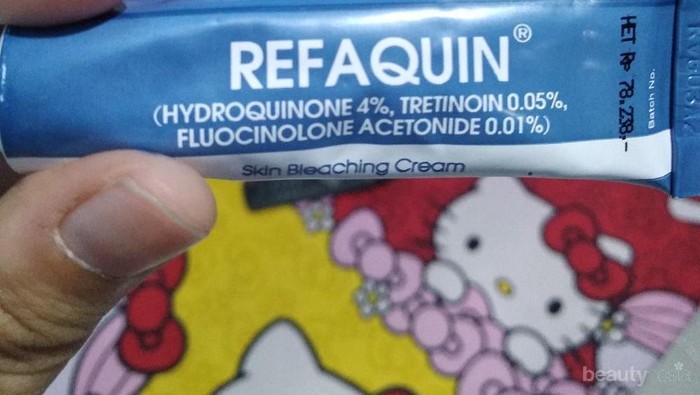 REFAQUIN®
(HYDROQUINONE 4%, TRETINOIN 0.05%,
FLUOCINOLONE ACETONIDE 0.01%)
Skin Bleaching Cream
HET Rp 78.238.-
Batch No.
beauty